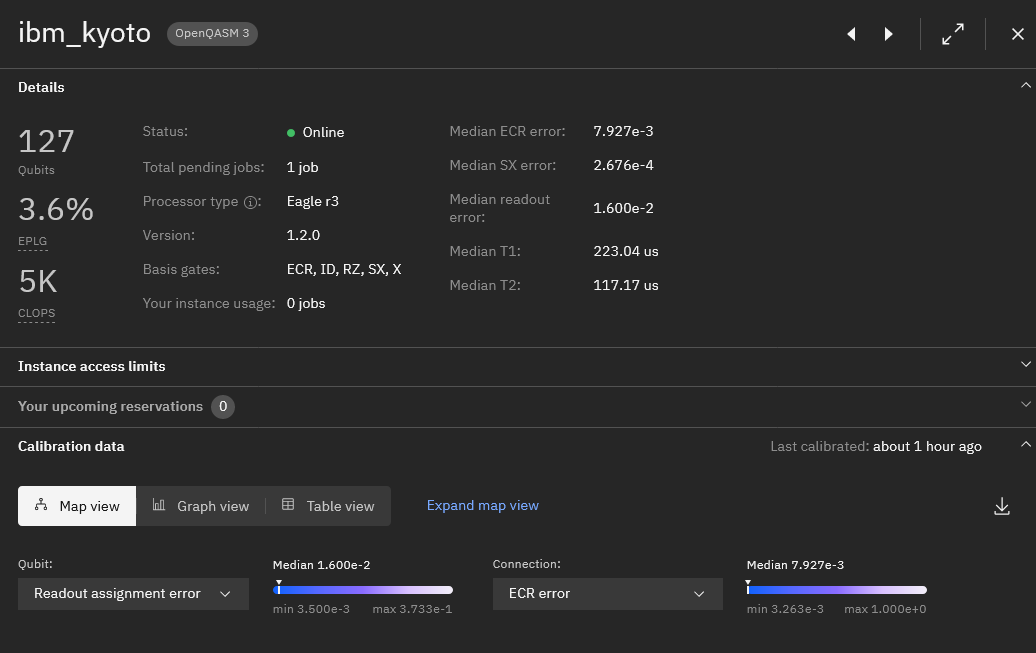 ibm_kyoto OpenQASM 3
Details
127
Qubits
3.6%
EPLG
5K
CLOPS
Status: Online
Total pending jobs: 1 job
Processor type : Eagle r3
Version: 1.2.0
Basis gates: ECR, ID, RZ, SX, X
Your instance usage: 0 jobs
Median ECR error: 7.927e-3
Median SX error: 2.676e-4
Median readout
error: 1.600e-2
Median T1: 223.04 us
Median T2: 117.17 us
Instance access limits
Your upcoming reservations 0
Calibration data Last calibrated: about 1 hour ago
Map view Graph view Table view Expand map view
Qubit: Median 1.600e-2 Connection: Median 7.927e-3
Readout assignment error ECR error
min 3.500e-3 max 3.733e-1 min 3.263e-3 max 1.000e+0